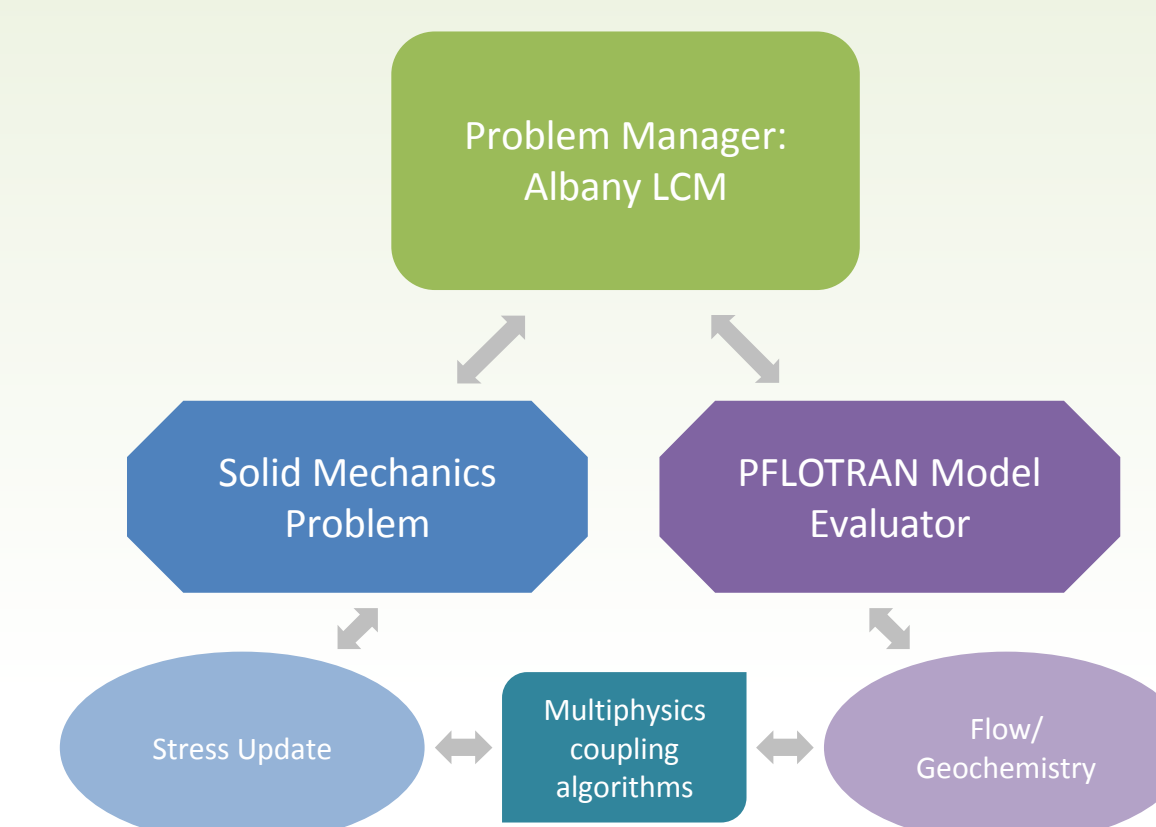 Problem Manager:
Albany LCM
Solid Mechanics
Problem
PFLOTRAN Model
Evaluator
Stress Update
Multiphysics
coupling
algorithms
Flow/
Geochemistry